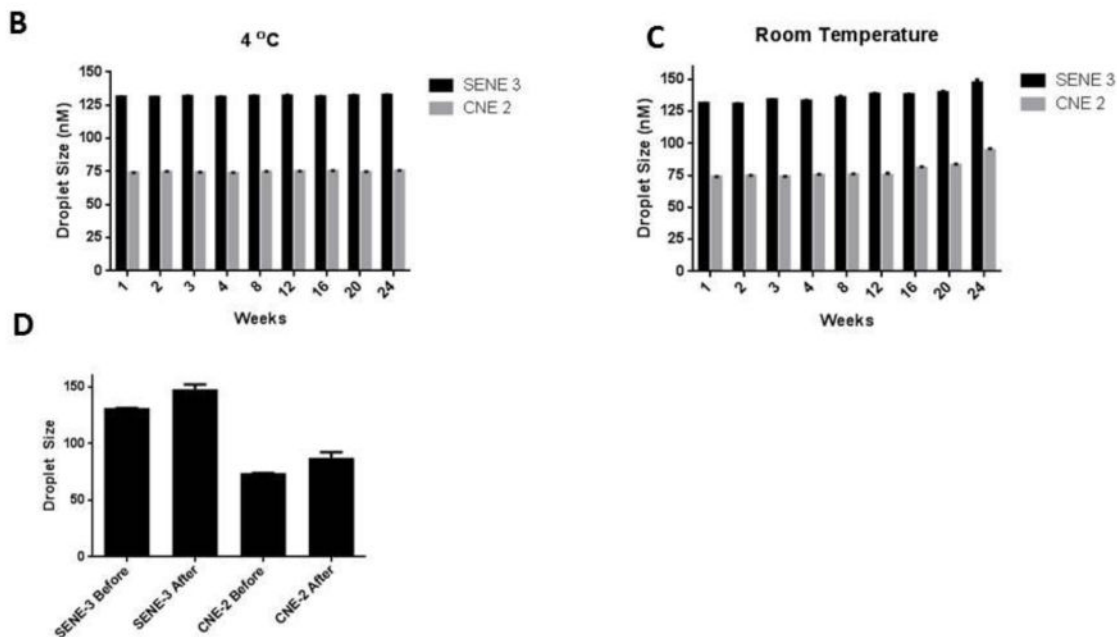 B
4 °C
150
125
100
75
50
25
0
Droplet Size (nM)
1 2 3 4 8 12 16 20 24
Weeks
SENE 3
CNE 2
C
Room Temperature
150
125
100
75
50
25
0
Droplet Size (nM)
1 2 3 4 8 12 16 20 24
Weeks
SENE 3
CNE 2
D
150
100
50
0
Droplet Size
SENE-3 Before
SENE-3 After
CNE-2 Before
CNE-2 After